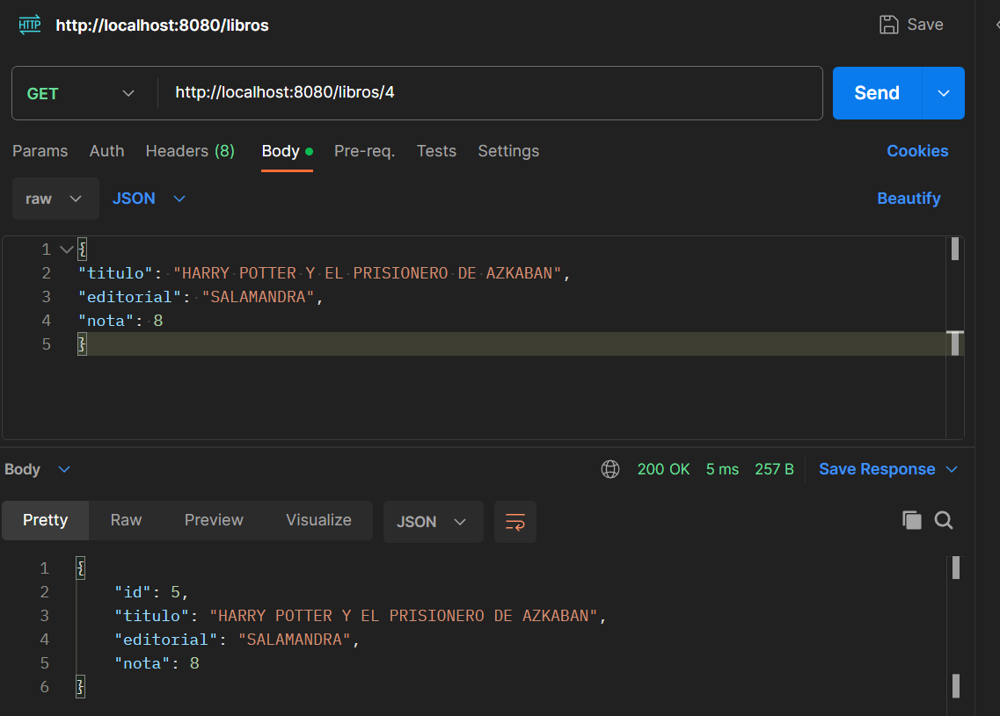 HTTP http://localhost:8080/libros Save
GET http://localhost:8080/libros/4 Send
Params Auth Headers (8) Body Pre-req. Tests Settings Cookies
raw JSON Beautify
1 {
2 "titulo": "HARRY POTTER Y EL PRISIONERO DE AZKABAN",
3 "editorial": "SALAMANDRA",
4 "nota": 8
5 }
Body 200 OK 5 ms 257 B Save Response
Pretty Raw Preview Visualize JSON
1 {
2 "id": 5,
3 "titulo": "HARRY POTTER Y EL PRISIONERO DE AZKABAN",
4 "editorial": "SALAMANDRA",
5 "nota": 8
6 }